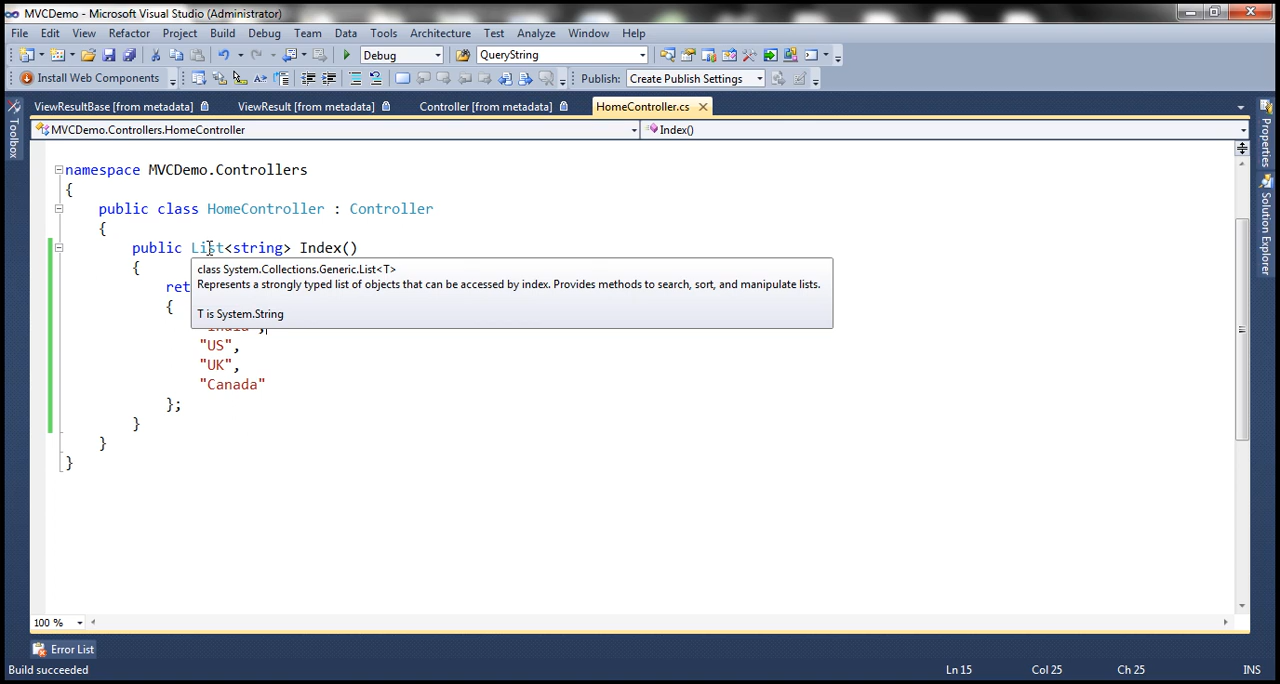 MVCDemo - Microsoft Visual Studio (Administrator)
File Edit View Refactor Project Build Debug Team Data Tools Architecture Test Analyze Window Help
Debug QueryString
Install Web Components Publish: Create Publish Settings
ViewResultBase [from metadata] ViewResult [from metadata] Controller [from metadata] HomeController.cs
MVCDemo.Controllers.HomeController Index()
Toolbox
Properties
Solution Explorer
namespace MVCDemo.Controllers
{
public class HomeController : Controller
{
public List<string> Index()
{
class System.Collections.Generic.List<T>
Represents a strongly typed list of objects that can be accessed by index. Provides methods to search, sort, and manipulate lists.
T is System.String
ret
{
"US",
"UK",
"Canada"
};
}
}
}
100 %
Error List
Build succeeded Ln 15 Col 25 Ch 25 INS